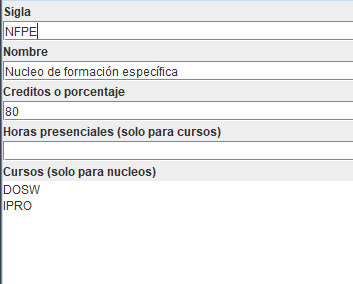 Sigla
NFPE
Nombre
Nucleo de formación específica
Creditos o porcentaje
80
Horas presenciales (solo para cursos)
Cursos (solo para nucleos)
DOSW
IPRO